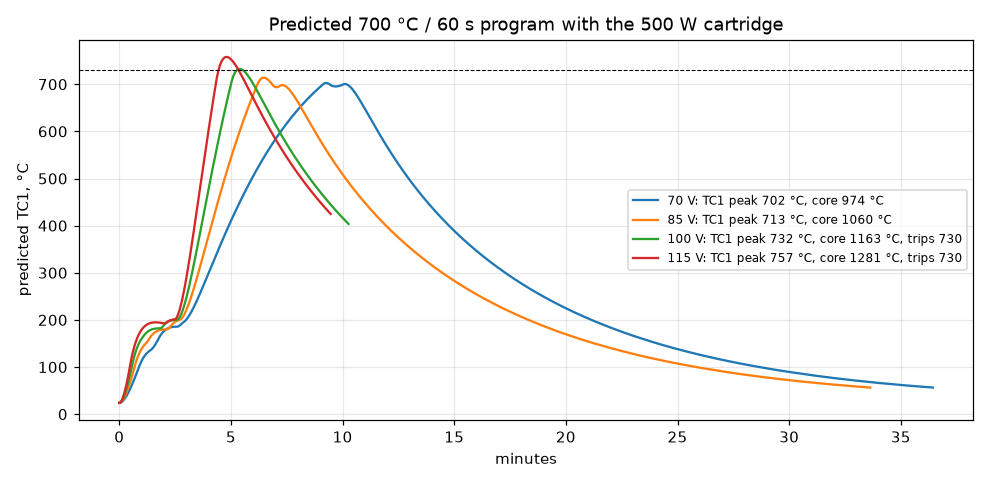 Predicted 700 °C / 60 s program with the 500 W cartridge
predicted TC1, °C
700
600
500
400
300
200
100
0
70 V: TC1 peak 702 °C, core 974 °C
85 V: TC1 peak 713 °C, core 1060 °C
100 V: TC1 peak 732 °C, core 1163 °C, trips 730
115 V: TC1 peak 757 °C, core 1281 °C, trips 730
0 5 10 15 20 25 30 35
minutes